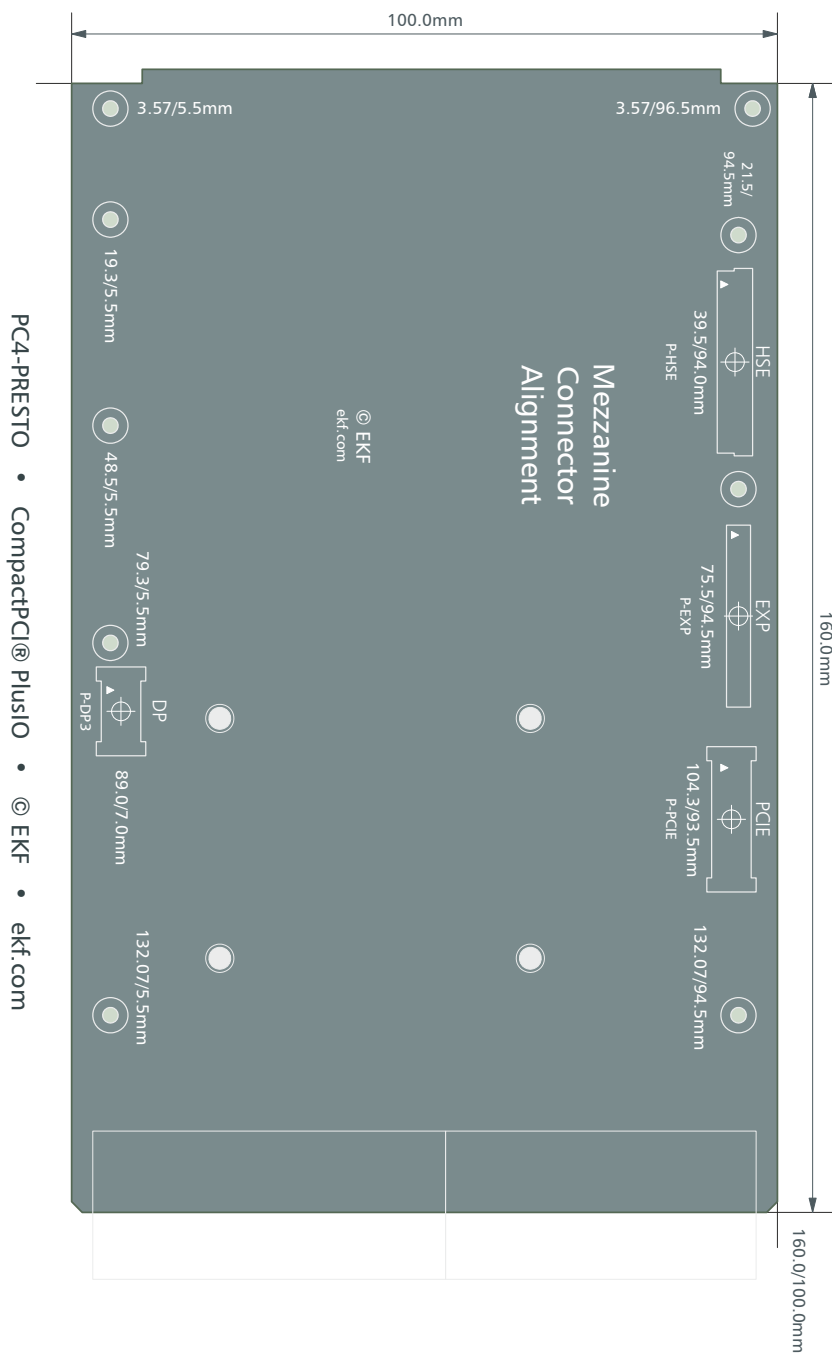 100.0mm
3.57/5.5mm
3.57/96.5mm
21.5/
94.5mm
19.3/5.5mm
HSE
39.5/94.0mm
P-HSE
Mezzanine
Connector
Alignment
© EKF
ekf.com
48.5/5.5mm
EXP
75.5/94.5mm
P-EXP
160.0mm
79.3/5.5mm
DP
P-DP3
89.0/7.0mm
PCIE
104.3/93.5mm
P-PCIE
132.07/5.5mm
132.07/94.5mm
160.0/100.0mm
PC4-PRESTO • CompactPCI® PlusIO • © EKF • ekf.com